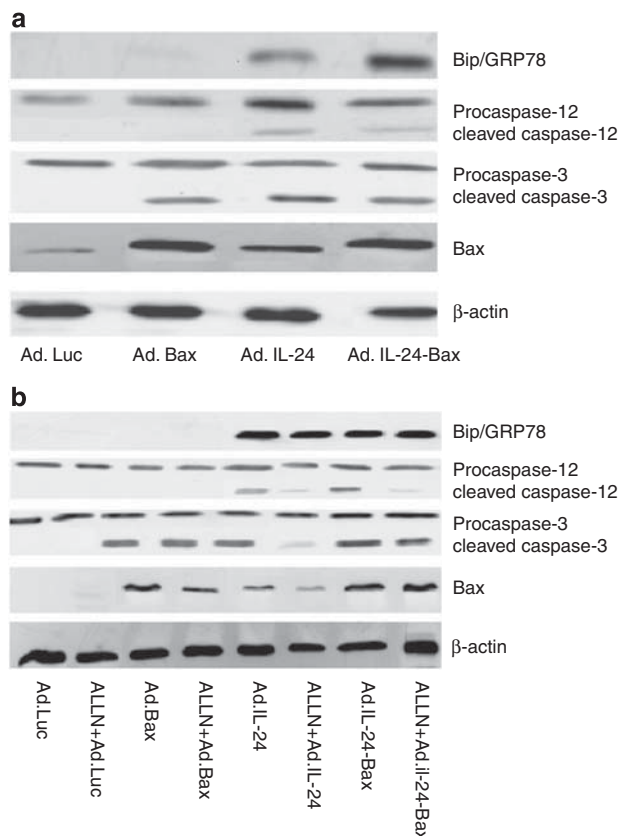 a
Bip/GRP78
Procaspase-12
cleaved caspase-12
Procaspase-3
cleaved caspase-3
Bax
β-actin
Ad. Luc Ad. Bax Ad. IL-24 Ad. IL-24-Bax
b
Bip/GRP78
Procaspase-12
cleaved caspase-12
Procaspase-3
cleaved caspase-3
Bax
β-actin
Ad.Luc
ALLN+Ad.Luc
Ad.Bax
ALLN+Ad.Bax
Ad.IL-24
ALLN+Ad.IL-24
Ad.IL-24-Bax
ALLN+Ad.il-24-Bax